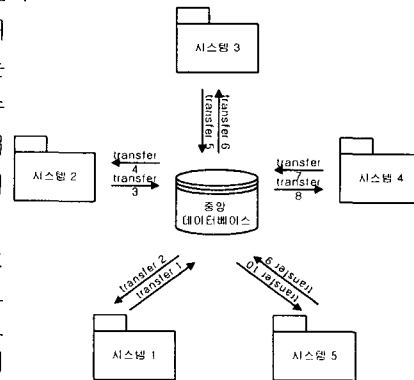 시스템 3
transfer 5
transfer 6
transfer
4
transfer
3
시스템 2
transfer
7
transfer
8
시스템 4
중앙
데이터베이스
transfer 2
transfer 1
transfer 9
transfer 10
시스템 1
시스템 5